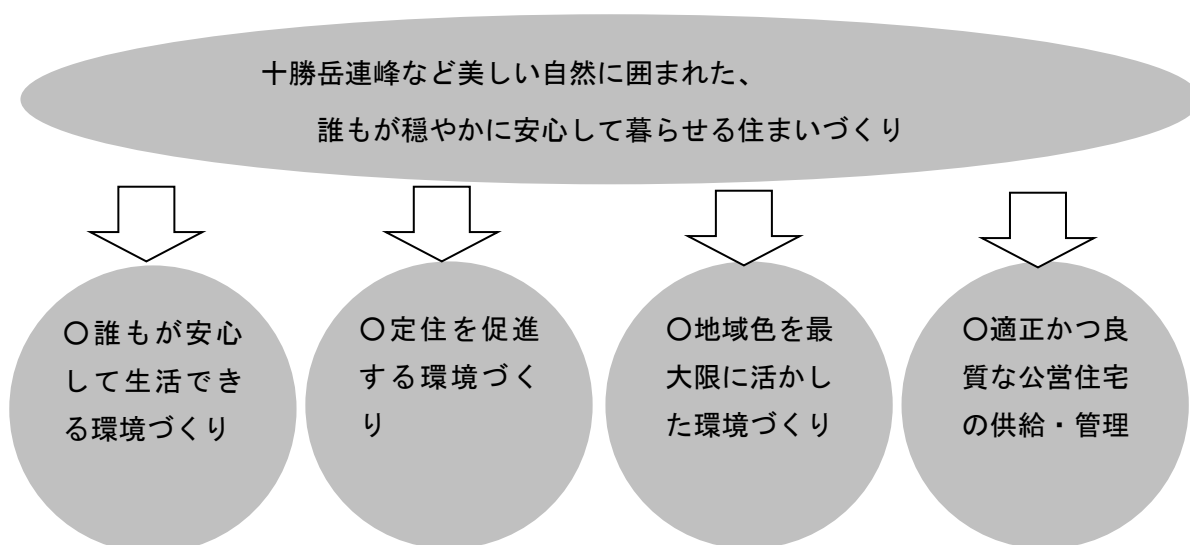 十勝岳連峰など美しい自然に囲まれた、
誰もが穏やかに安心して暮らせる住まいづくり
〇誰もが安心
して生活でき
る環境づくり
〇定住を促進
する環境づく
り
〇地域色を最
大限に活かし
た環境づくり
〇適正かつ良
質な公営住宅
の供給・管理